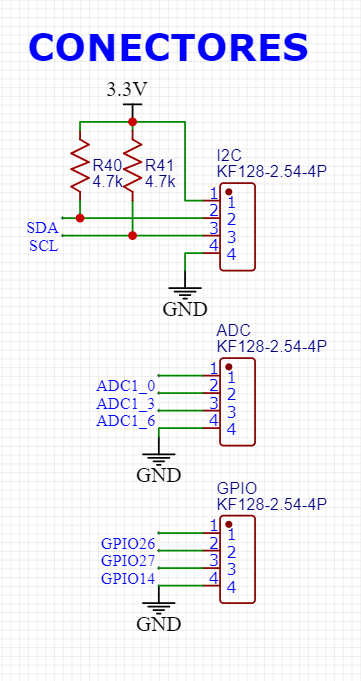 CONECTORES
3.3V
R40 R41
4.7k 4.7k
I2C
KF128-2.54-4P
1 1
SDA 2 2
SCL 3 3
4 4
GND
ADC
KF128-2.54-4P
1 1
ADC1_0 2 2
ADC1_3 3 3
ADC1_6 4 4
GND
GPIO
KF128-2.54-4P
1 1
GPIO26 2 2
GPIO27 3 3
GPIO14 4 4
GND